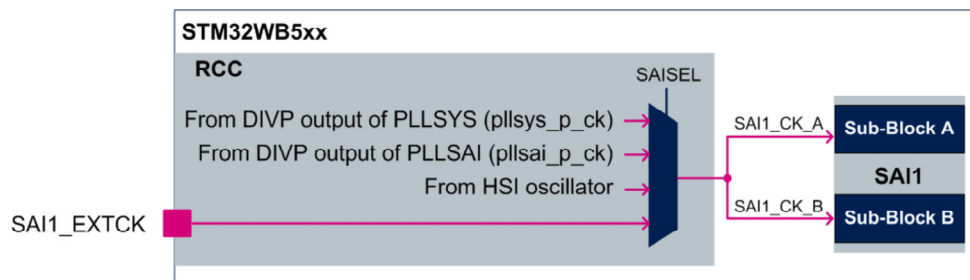 STM32WB5xx
RCC
SAISEL
From DIVP output of PLLSYS (pllsys_p_ck)
From DIVP output of PLLSAI (pllsai_p_ck)
From HSI oscillator
SAI1_EXTCK
SAI1_CK_A
Sub-Block A
SAI1
SAI1_CK_B
Sub-Block B